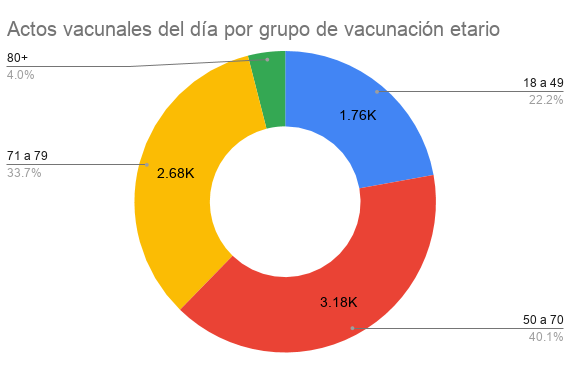 Actos vacunales del día por grupo de vacunación etario
80+
4.0%
18 a 49
22.2%
1.76K
71 a 79
33.7%
2.68K
3.18K
50 a 70
40.1%